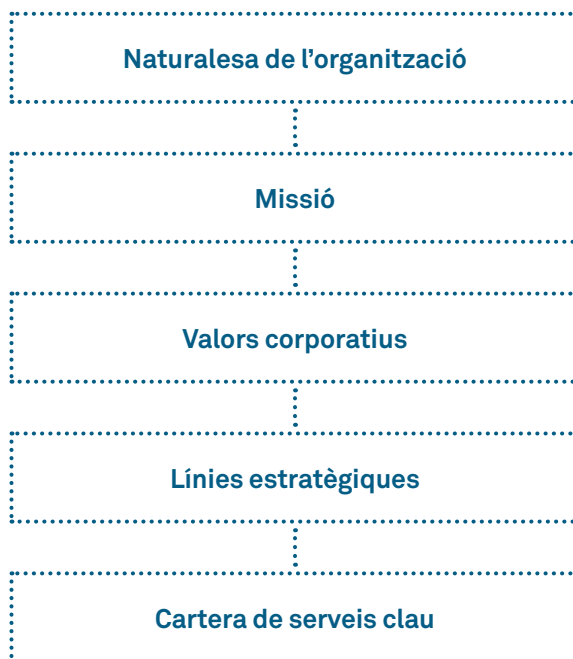 Naturalesa de l’organització
Missió
Valors corporatius
Línies estratègiques
Cartera de serveis clau